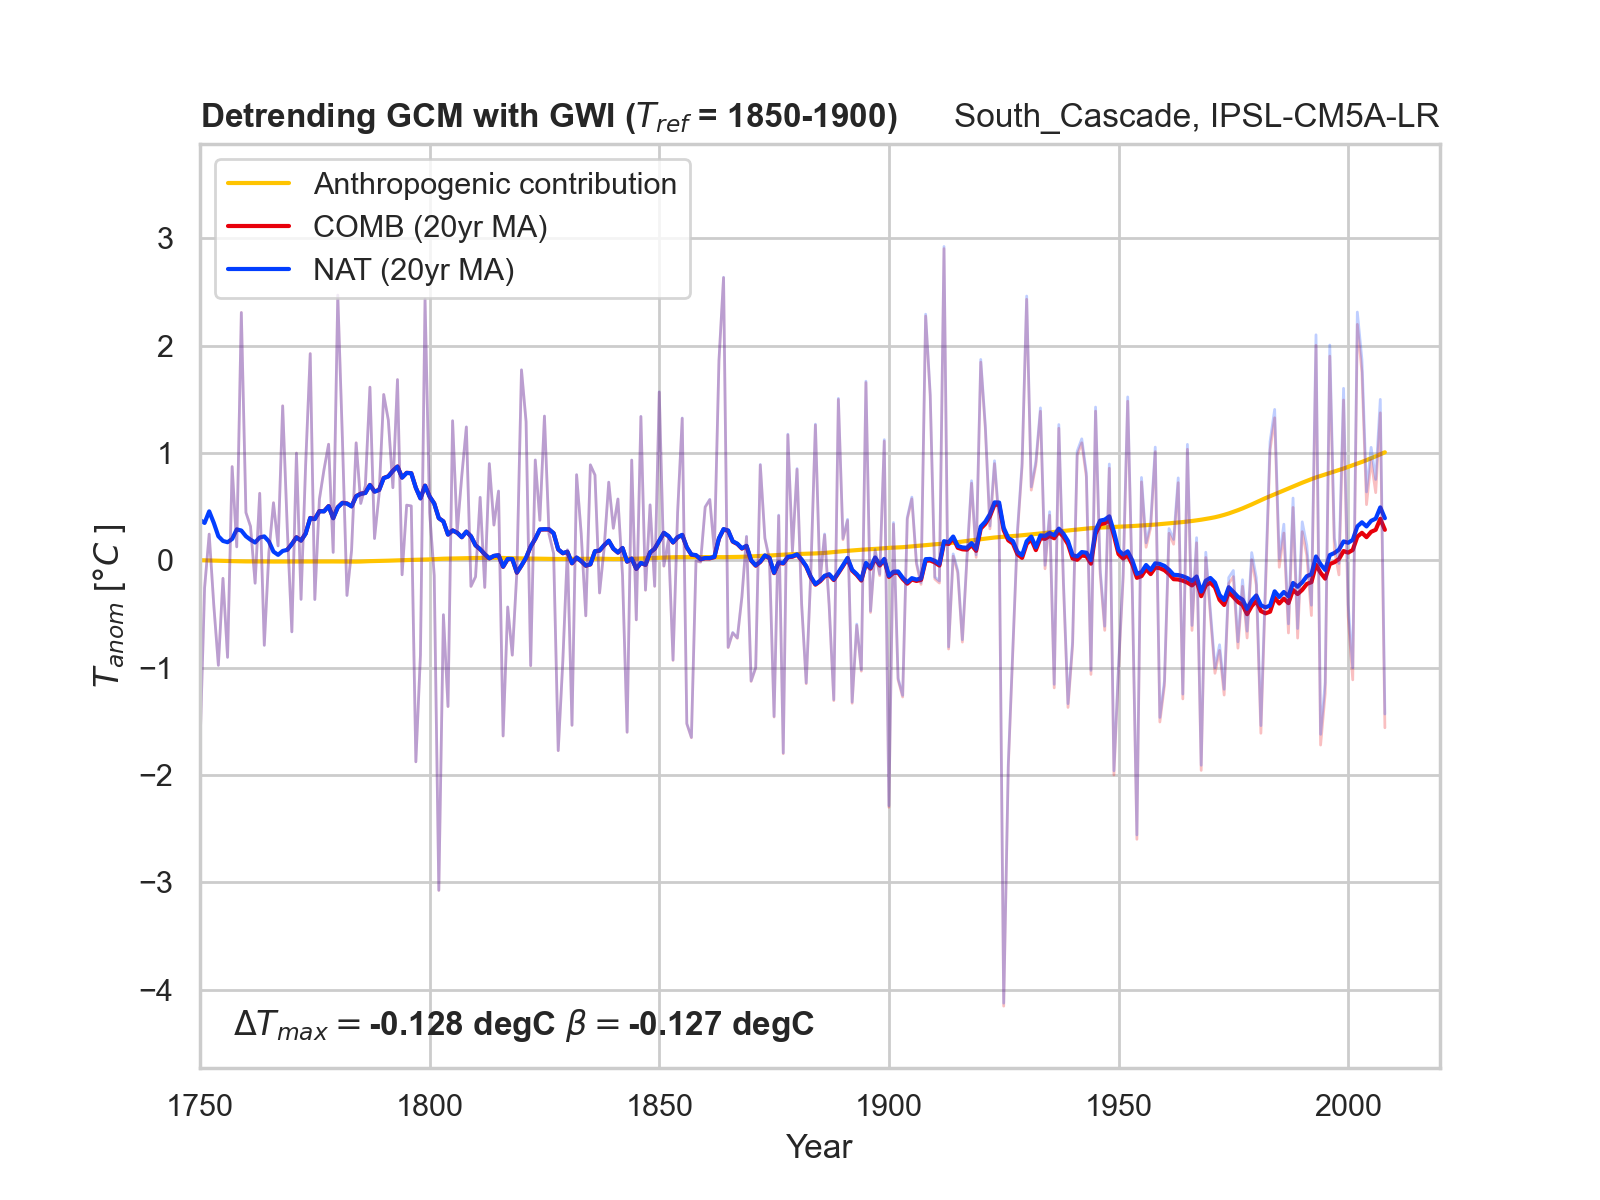 Detrending GCM with GWI (T_ref = 1850-1900) South_Cascade, IPSL-CM5A-LR
Anthropogenic contribution
COMB (20yr MA)
NAT (20yr MA)
3
2
1
0
−1
−2
−3
−4
T_anom [°C]
ΔT_max = -0.128 degC β = -0.127 degC
1750 1800 1850 1900 1950 2000
Year